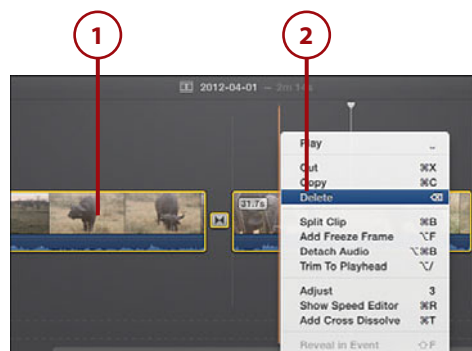 1
2
2012-04-01 – 2m 14s
Play
Cut ⌘X
Copy ⌘C
Delete ⌫
31.7s
Split Clip ⌘B
Add Freeze Frame ⌥F
Detach Audio ⌥⌘B
Trim To Playhead ⌥/
Adjust 3
Show Speed Editor ⌘R
Add Cross Dissolve ⌘T
Reveal in Event ⇧F